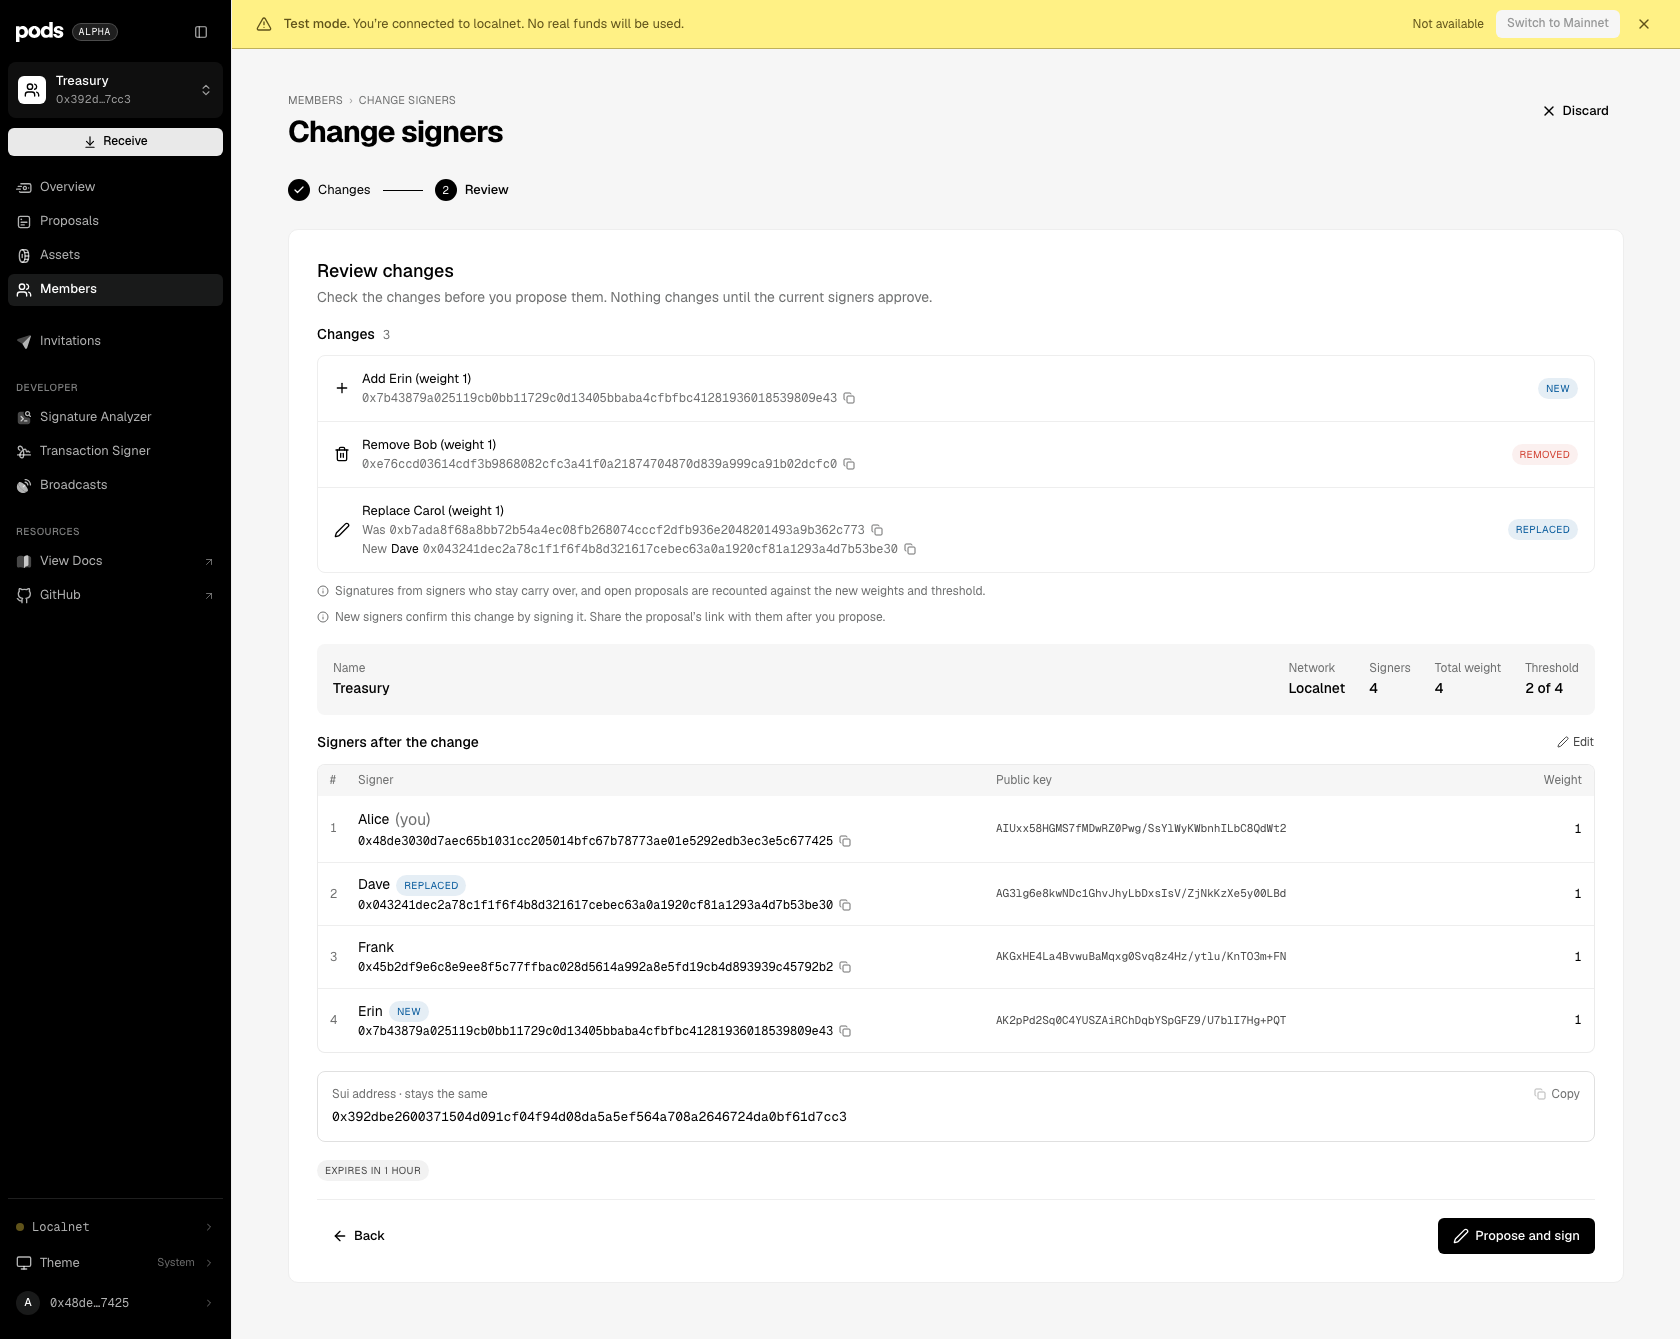 pods ALPHA
Treasury
0x392d…7cc3
Receive
Overview
Proposals
Assets
Members
Invitations
DEVELOPER
Signature Analyzer
Transaction Signer
Broadcasts
RESOURCES
View Docs
GitHub
Localnet
Theme System
A 0x48de…7425
Test mode. You're connected to localnet. No real funds will be used.
Not available Switch to Mainnet
MEMBERS › CHANGE SIGNERS
Change signers
Discard
Changes 2 Review
Review changes
Check the changes before you propose them. Nothing changes until the current signers approve.
Changes 3
Add Erin (weight 1)
0x7b43879a025119cb0bb11729c0d13405bbaba4cfbfbc41281936018539809e43
NEW
Remove Bob (weight 1)
0xe76ccd03614cdf3b9868082cfc3a41f0a21874704870d839a999ca91b02dcfc0
REMOVED
Replace Carol (weight 1)
Was 0xb7ada8f68a8bb72b54a4ec08fb268074cccf2dfb936e2048201493a9b362c773
New Dave 0x043241dec2a78c1f1f6f4b8d321617cebec63a0a1920cf81a1293a4d7b53be30
REPLACED
Signatures from signers who stay carry over, and open proposals are recounted against the new weights and threshold.
New signers confirm this change by signing it. Share the proposal's link with them after you propose.
Name Network Signers Total weight Threshold
Treasury Localnet 4 4 2 of 4
Signers after the change
Edit
# Signer Public key Weight
Alice (you)
1 AIUxx58HGMS7fMDwRZ0Pwg/SsYlWyKWbnhILbC8QdWt2 1
0x48de3030d7aec65b1031cc205014bfc67b78773ae01e5292edb3ec3e5c677425
Dave REPLACED
2 AG3lg6e8kwNDc1GhvJhyLbDxsIsV/ZjNkKzXe5y00LBd 1
0x043241dec2a78c1f1f6f4b8d321617cebec63a0a1920cf81a1293a4d7b53be30
Frank
3 AKGxHE4La4BvwuBaMqxg0Svq8z4Hz/ytlu/KnTO3m+FN 1
0x45b2df9e6c8e9ee8f5c77ffbac028d5614a992a8e5fd19cb4d893939c45792b2
Erin NEW
4 AK2pPd2Sq0C4YUSZAiRChDqbYSpGFZ9/U7blI7Hg+PQT 1
0x7b43879a025119cb0bb11729c0d13405bbaba4cfbfbc41281936018539809e43
Sui address · stays the same
Copy
0x392dbe2600371504d091cf04f94d08da5a5ef564a708a2646724da0bf61d7cc3
EXPIRES IN 1 HOUR
Back
Propose and sign